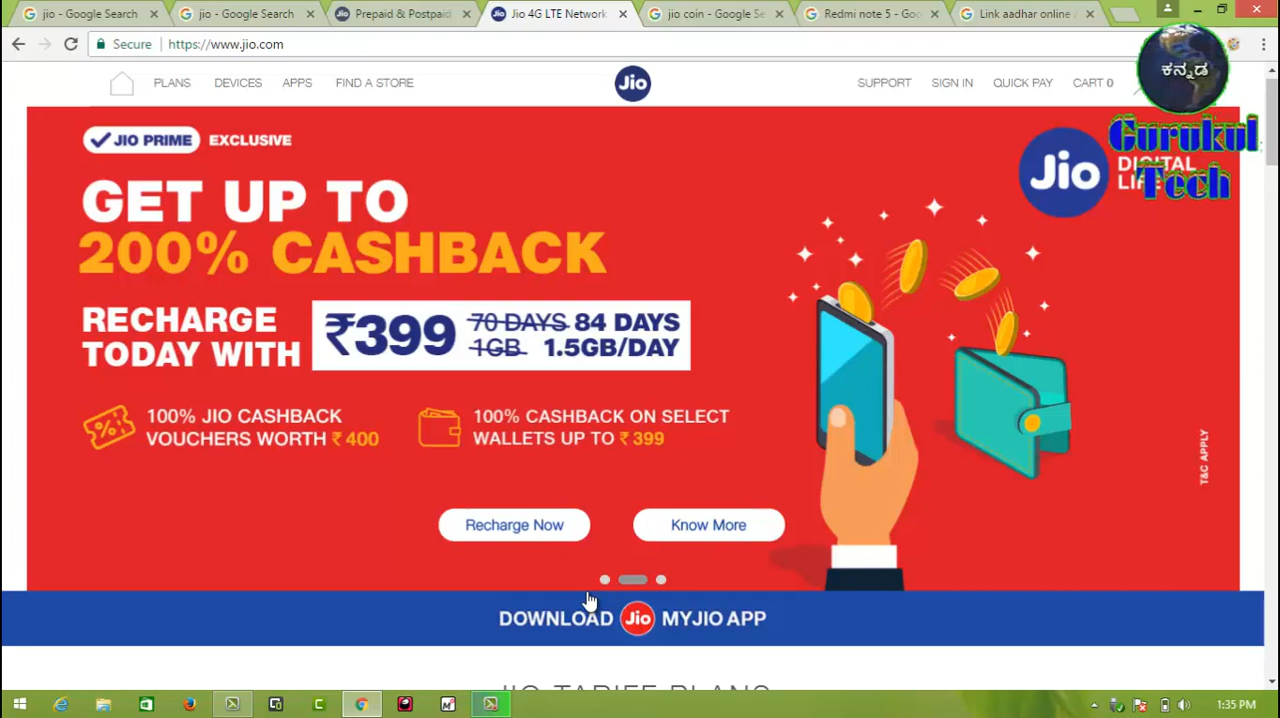 jio - Google Search
jio - Google Search
Prepaid & Postpaid
Jio 4G LTE Network
jio coin - Google Se
Redmi note 5 - Goo
Link aadhar online
Secure
https://www.jio.com
PLANS
DEVICES
APPS
FIND A STORE
Jio
SUPPORT
SIGN IN
QUICK PAY
CART 0
ಕನ್ನಡ
Gurukul
Tech
JIO PRIME EXCLUSIVE
Jio DIGITAL
GET UP TO
200% CASHBACK
RECHARGE
TODAY WITH
₹399
70 DAYS 84 DAYS
1GB 1.5GB/DAY
100% JIO CASHBACK
VOUCHERS WORTH ₹ 400
100% CASHBACK ON SELECT
WALLETS UP TO ₹ 399
T&C APPLY
Recharge Now
Know More
DOWNLOAD Jio MYJIO APP
JIO TARIFF PLANS
1:35 PM